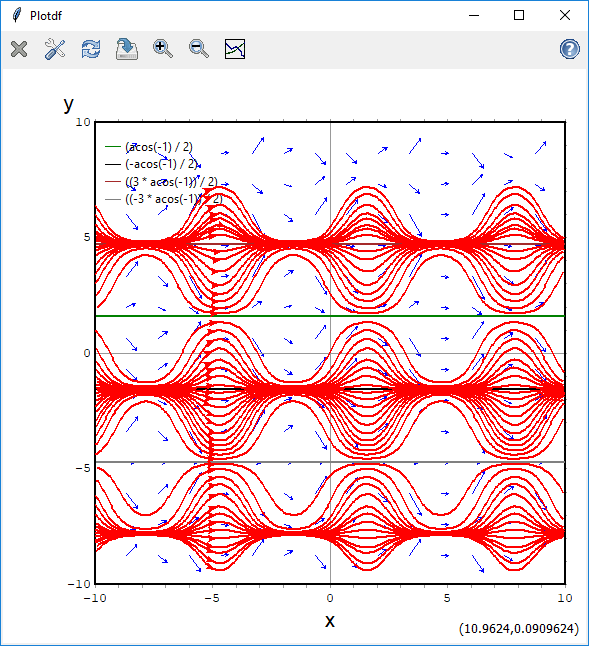 Plotdf
y
(acos(-1) / 2)
(-acos(-1) / 2)
((3 * acos(-1)) / 2)
((-3 * acos(-1)) / 2)
10
5
0
-5
-10
-10 -5 0 5 10
x
(10.9624,0.0909624)